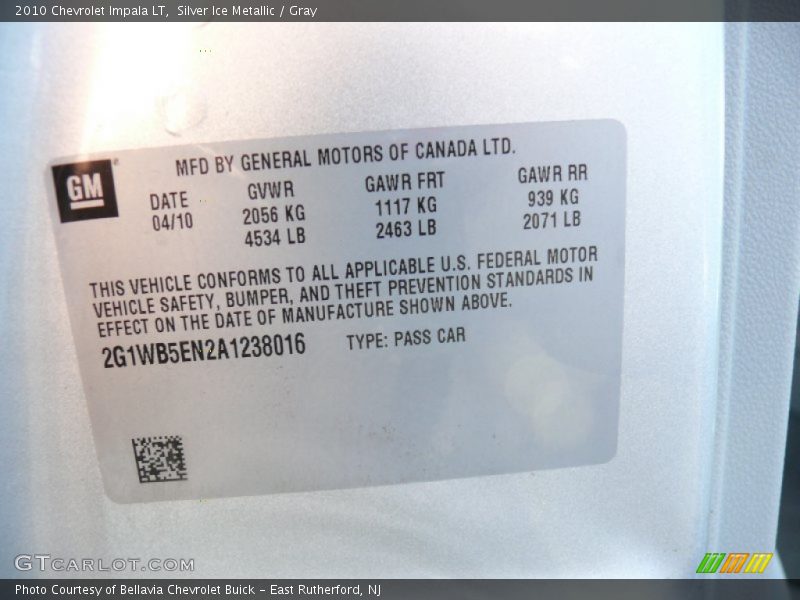 2010 Chevrolet Impala LT, Silver Ice Metallic / Gray
MFD BY GENERAL MOTORS OF CANADA LTD.
GM
DATE GVWR GAWR FRT GAWR RR
04/10 2056 KG 1117 KG 939 KG
4534 LB 2463 LB 2071 LB
THIS VEHICLE CONFORMS TO ALL APPLICABLE U.S. FEDERAL MOTOR
VEHICLE SAFETY, BUMPER, AND THEFT PREVENTION STANDARDS IN
EFFECT ON THE DATE OF MANUFACTURE SHOWN ABOVE.
2G1WB5EN2A1238016 TYPE: PASS CAR
GTCARLOT.COM
Photo Courtesy of Bellavia Chevrolet Buick - East Rutherford, NJ